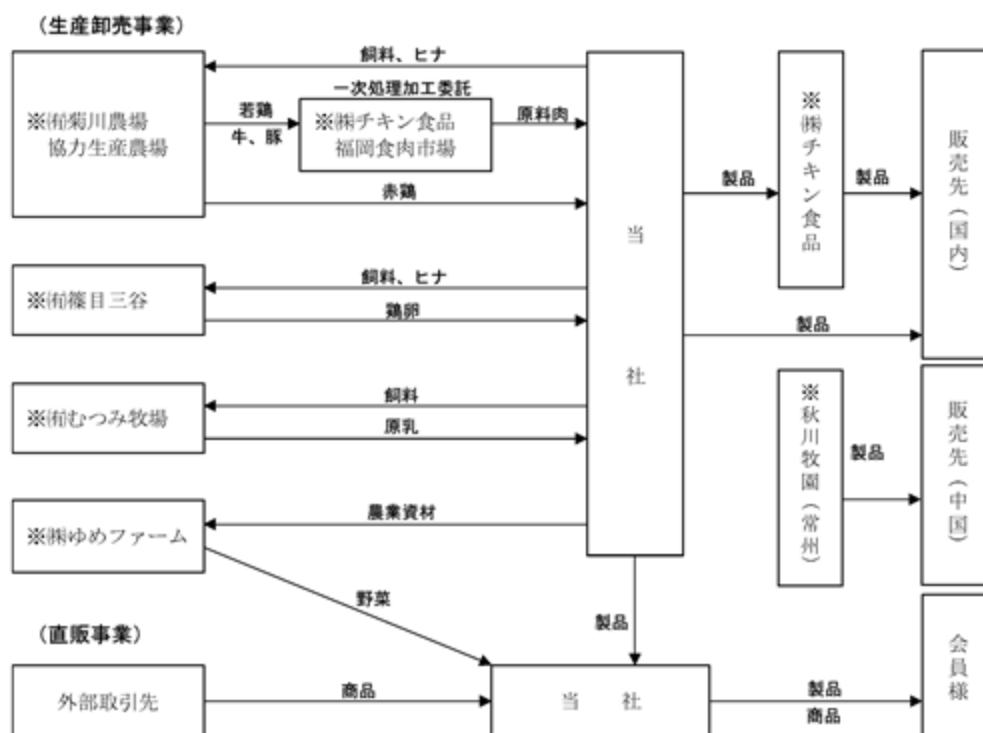 (生産卸売事業)
飼料、ヒナ
一次処理加工委託
※㈲菊川農場
協力生産農場
若鶏
牛、豚
※㈱チキン食品
福岡食肉市場
原料肉
赤鶏
当
社
製品
※㈱チキン食品
製品
販売先(国内)
※㈲篠目三谷
飼料、ヒナ
鶏卵
製品
※㈲むつみ牧場
飼料
原乳
※秋川牧園(常州)
製品
販売先(中国)
※㈱ゆめファーム
農業資材
野菜
製品
(直販事業)
外部取引先
商品
当 社
製品
商品
会員様